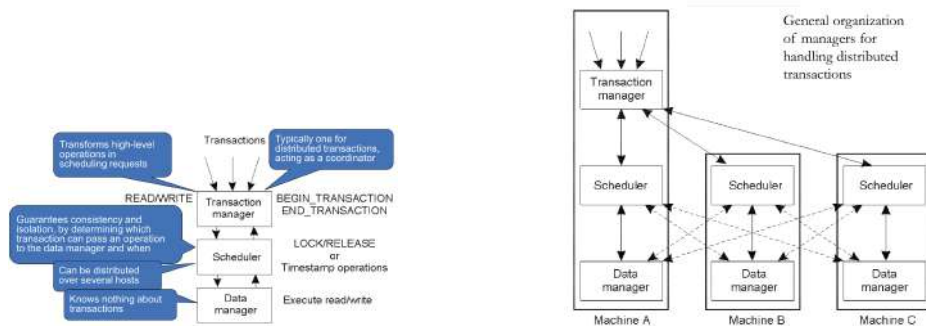 Transforms high-level
operations in
scheduling requests
Transactions
Typically one for
distributed transactions,
acting as a coordinator
READ/WRITE
Transaction
manager
BEGIN_TRANSACTION
END_TRANSACTION
Guarantees consistency and
isolation, by determining which
transaction can pass an operation
to the data manager and when
Scheduler
LOCK/RELEASE
or
Timestamp operations
Can be distributed
over several hosts
Knows nothing about
transactions
Data
manager
Execute read/write
General organization
of managers for
handling distributed
transactions
Transaction
manager
Scheduler
Scheduler
Scheduler
Data
manager
Data
manager
Data
manager
Machine A
Machine B
Machine C